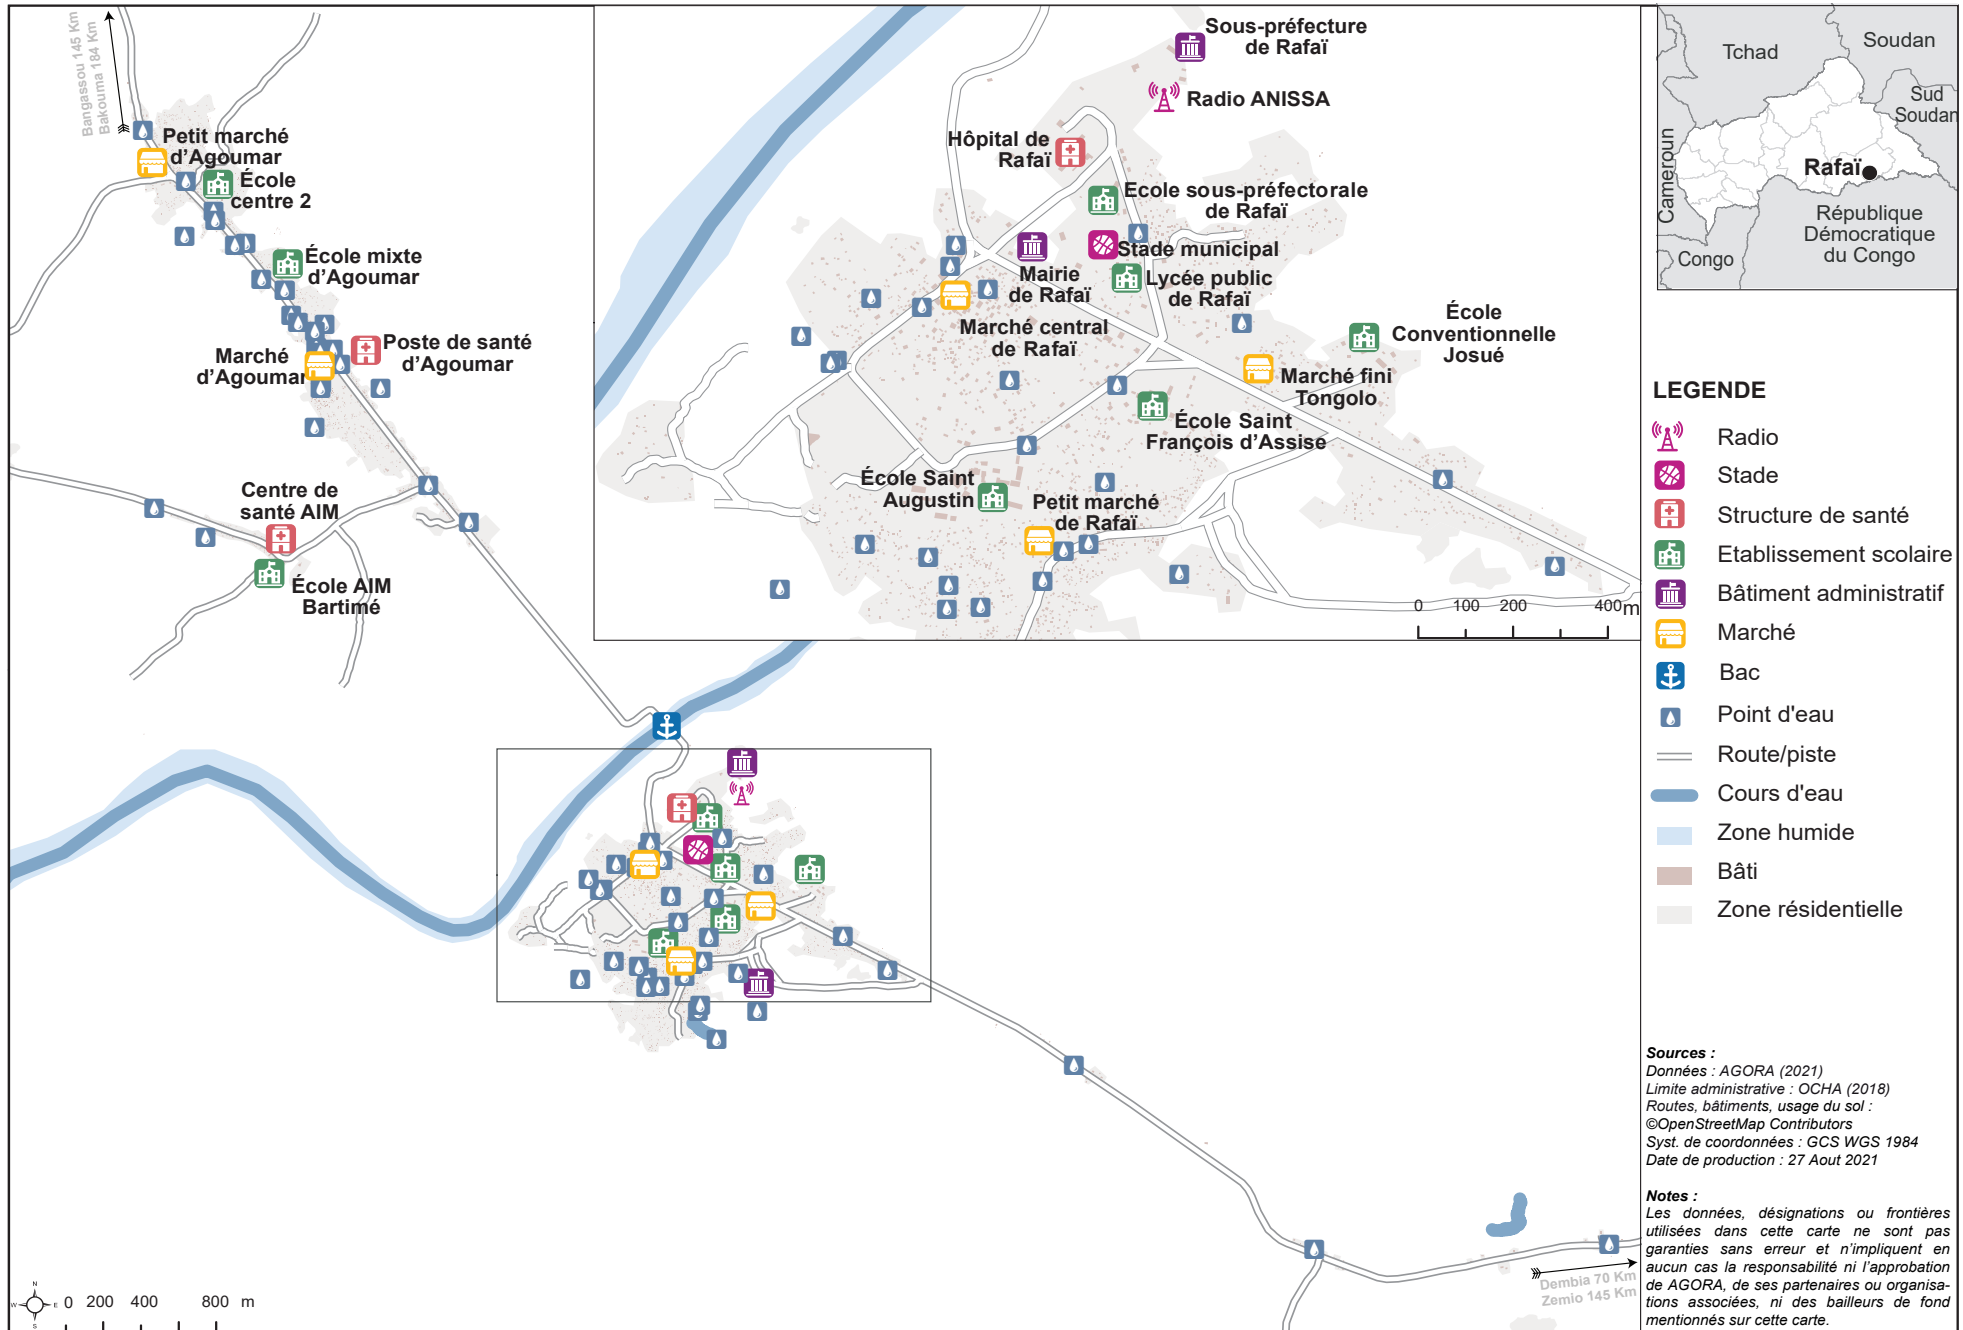 Bangassou 145 Km
Bakouma 184 Km
Petit marché
d'Agoumar
École
centre 2
École mixte
d'Agoumar
Poste de santé
d'Agoumar
Marché
d'Agoumar
Centre de
santé AIM
École AIM
Bartimé
Sous-préfecture
de Rafaï
Radio ANISSA
Hôpital de
Rafaï
Ecole sous-préfectorale
de Rafaï
Stade municipal
Mairie
de Rafaï
Lycée public
de Rafaï
Marché central
de Rafaï
École
Conventionnelle
Josué
Marché fini
Tongolo
École Saint
François d'Assise
École Saint
Augustin
Petit marché
de Rafaï
0 100 200 400 m
Tchad
Soudan
Sud
Soudan
Cameroun
Rafaï
République
Démocratique
du Congo
Congo
LEGENDE
Radio
Stade
Structure de santé
Etablissement scolaire
Bâtiment administratif
Marché
Bac
Point d'eau
Route/piste
Cours d'eau
Zone humide
Bâti
Zone résidentielle
Sources :
Données : AGORA (2021)
Limite administrative : OCHA (2018)
Routes, bâtiments, usage du sol :
©OpenStreetMap Contributors
Syst. de coordonnées : GCS WGS 1984
Date de production : 27 Aout 2021
Notes :
Les données, désignations ou frontières
utilisées dans cette carte ne sont pas
garanties sans erreur et n'impliquent en
aucun cas la responsabilité ni l'approbation
de AGORA, de ses partenaires ou organisa-
tions associées, ni des bailleurs de fond
mentionnés sur cette carte.
Dembia 70 Km
Zemio 145 Km
N
W E
S
0 200 400 800 m